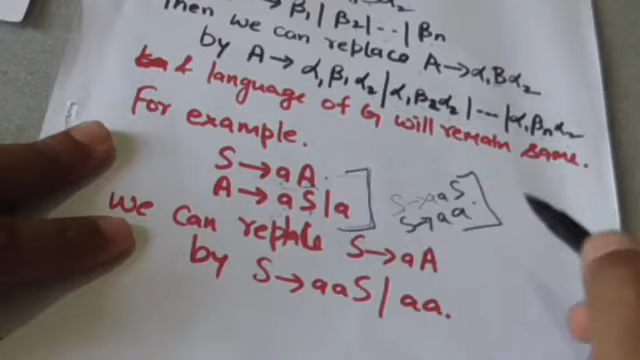 → β₁ | β₂ | ·· | βn
Then we can replace A→α₁Bα₂
by A → α₁β₁α₂ | α₁β₂α₂ | --- | α₁βnα₂
& language of G will remain same.
For example.
S → aA
A → aS | a
S → aaS
S → aa
we can replace S → aA
by S → aaS | aa.